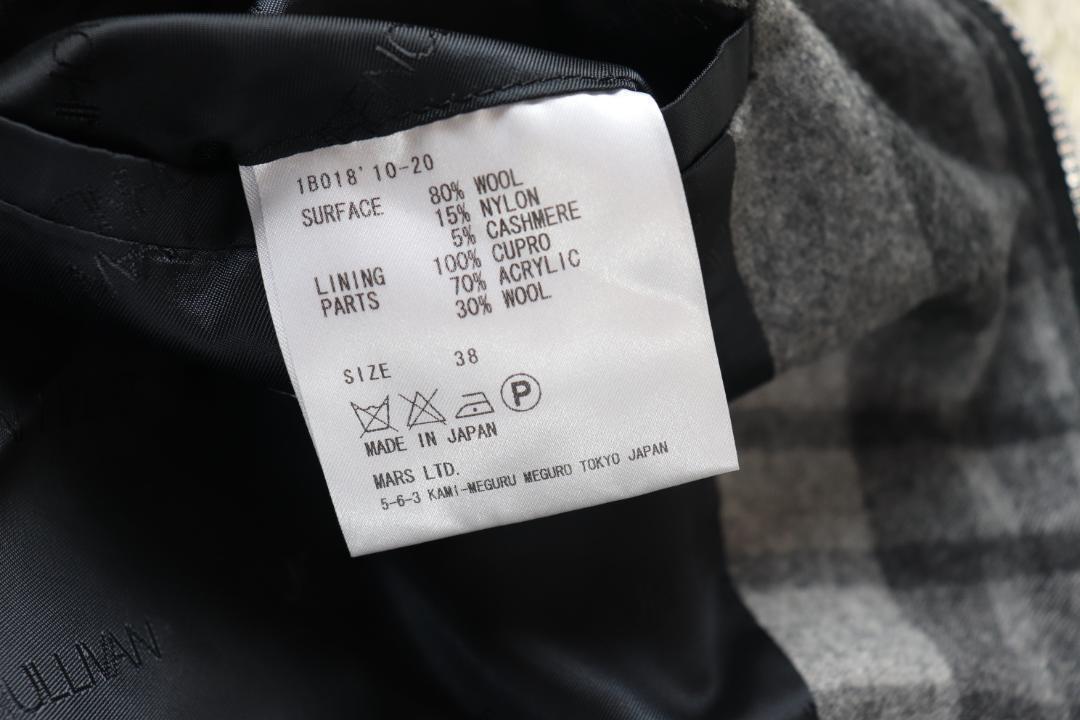 1B018'10-20
SURFACE 80% WOOL
15% NYLON
5% CASHMERE
LINING 100% CUPRO
PARTS 70% ACRYLIC
30% WOOL
SIZE 38
P
MADE IN JAPAN
MARS LTD.
5-6-3 KAMI-MEGURU MEGURO TOKYO JAPAN
ULLIVAN